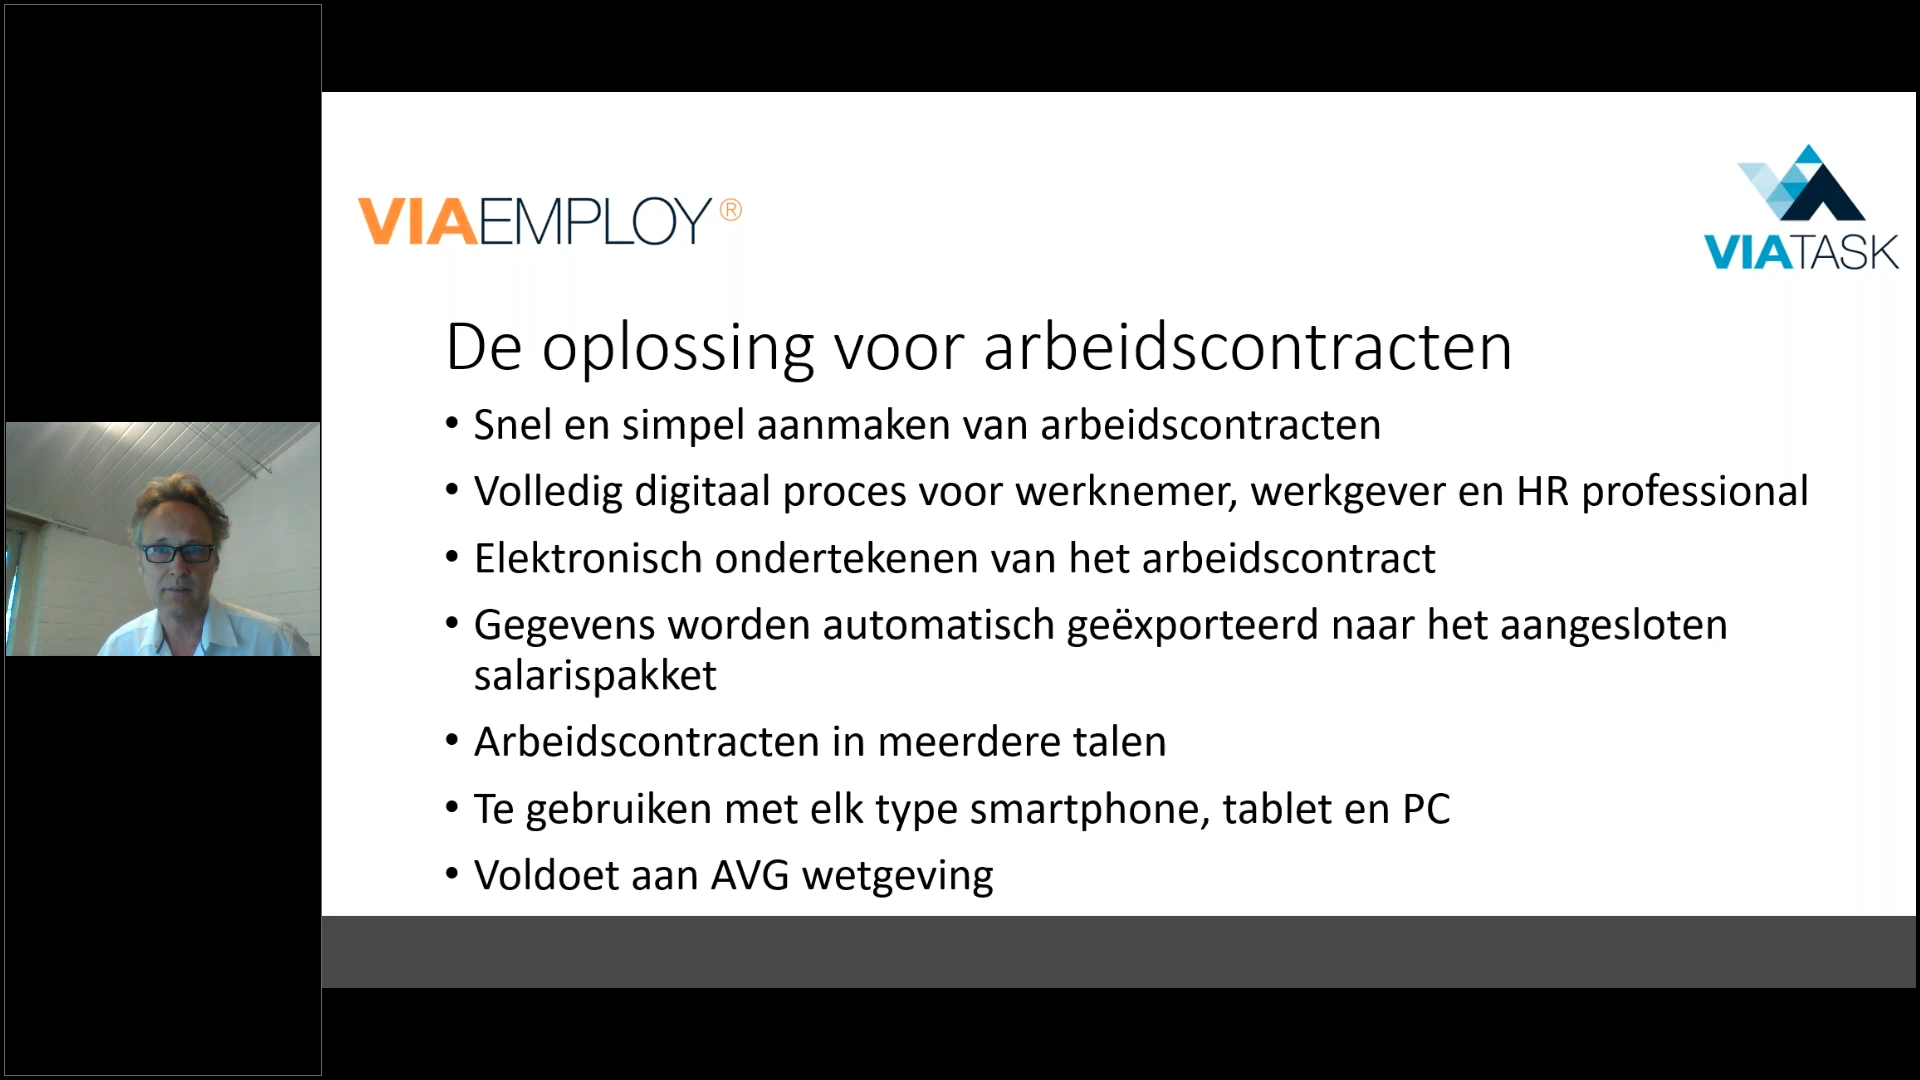 VIAEMPLOY®
VIATASK
De oplossing voor arbeidscontracten
• Snel en simpel aanmaken van arbeidscontracten
• Volledig digitaal proces voor werknemer, werkgever en HR professional
• Elektronisch ondertekenen van het arbeidscontract
• Gegevens worden automatisch geëxporteerd naar het aangesloten
salarispakket
• Arbeidscontracten in meerdere talen
• Te gebruiken met elk type smartphone, tablet en PC
• Voldoet aan AVG wetgeving